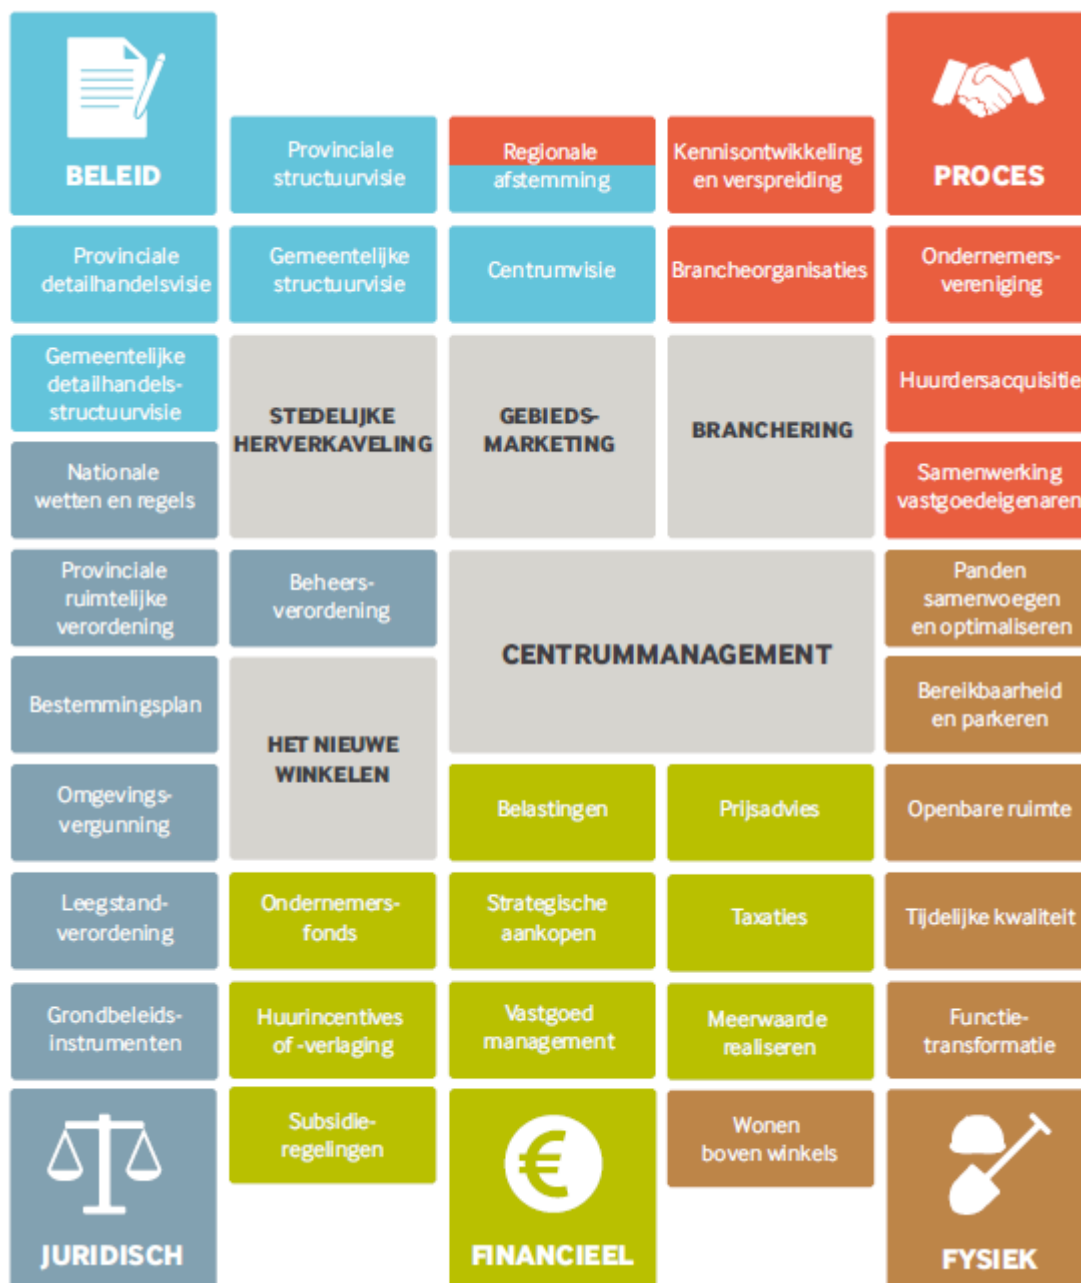 BELEID
Provinciale
structuurvisie
Regionale
afstemming
Kennisontwikkeling
en verspreiding
PROCES
Provinciale
detailhandelsvisie
Gemeentelijke
structuurvisie
Centrumvisie
Brancheorganisaties
Ondernemers-
vereniging
Gemeentelijke
detailhandels-
structuurvisie
STEDELIJKE
HERVERKAVELING
GEBIEDS-
MARKETING
BRANCHERING
Huurdersacquisitie
Nationale
wetten en regels
Samenwerking
vastgoedeigenaren
Provinciale
ruimtelijke
verordening
Beheers-
verordening
CENTRUMMANAGEMENT
Panden
samenvoegen
en optimaliseren
Bestemmingsplan
HET NIEUWE
WINKELEN
Bereikbaarheid
en parkeren
Omgevings-
vergunning
Belastingen
Prijsadvies
Openbare ruimte
Leegstand-
verordening
Ondernemers-
fonds
Strategische
aankopen
Taxaties
Tijdelijke kwaliteit
Grondbeleids-
instrumenten
Huurincentives
of -verlaging
Vastgoed
management
Meerwaarde
realiseren
Functie-
transformatie
JURIDISCH
Subsidie-
regelingen
€
FINANCIEEL
Wonen
boven winkels
FYSIEK